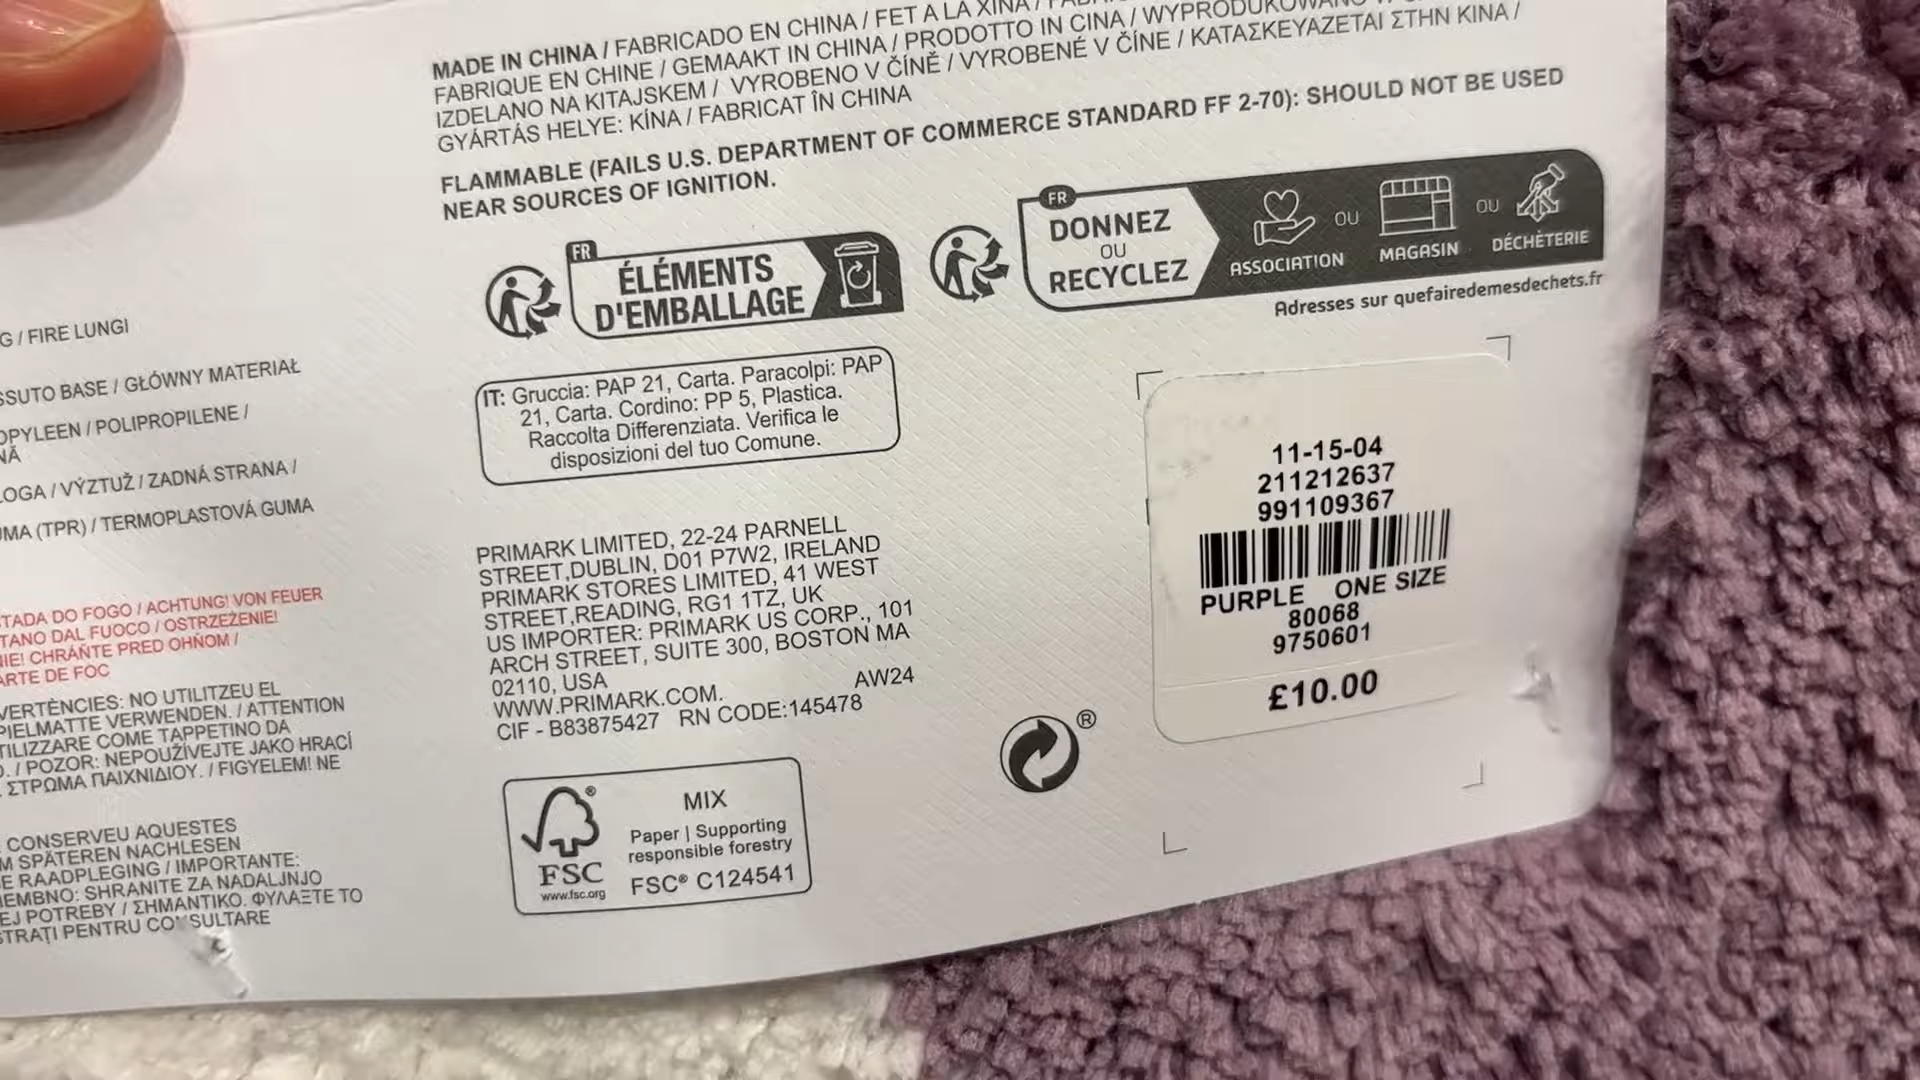 MADE IN CHINA / FABRICADO EN CHINA / FET A LA XINA /
FABRIQUE EN CHINE / GEMAAKT IN CHINA / PRODOTTO IN CINA / WYPRODUKOWANO
IZDELANO NA KITAJSKEM / VYROBENO V ČÍNĚ / VYROBENÉ V ČÍNE / ΚΑΤΑΣΚΕΥΑΖΕΤΑΙ ΣΤΗΝ ΚΙΝΑ /
GYÁRTÁS HELYE: KÍNA / FABRICAT ÎN CHINA
FLAMMABLE (FAILS U.S. DEPARTMENT OF COMMERCE STANDARD FF 2-70): SHOULD NOT BE USED
NEAR SOURCES OF IGNITION.
FR
ÉLÉMENTS
D'EMBALLAGE
FR
DONNEZ
OU
RECYCLEZ
ASSOCIATION
OU
MAGASIN
OU
DÉCHÈTERIE
Adresses sur quefairedemesdechets.fr
G / FIRE LUNGI
SSUTO BASE / GŁÓWNY MATERIAŁ
OPYLEEN / POLIPROPILENE /
NĂ
LOGA / VÝZTUŽ / ZADNÁ STRANA /
UMA (TPR) / TERMOPLASTOVÁ GUMA
TADA DO FOGO / ACHTUNG! VON FEUER
TANO DAL FUOCO / OSTRZEŻENIE!
NIE! CHRÁŇTE PRED OHŇOM /
ARTE DE FOC
VERTÈNCIES: NO UTILITZEU EL
PIELMATTE VERWENDEN. / ATTENTION
TILIZZARE COME TAPPETINO DA
. / POZOR: NEPOUŽÍVEJTE JAKO HRACÍ
ΣΤΡΩΜΑ ΠΑΙΧΝΙΔΙΟΥ. / FIGYELEM! NE
CONSERVEU AQUESTES
M SPÄTEREN NACHLESEN
E RAADPLEGING / IMPORTANTE:
IEMBNO: SHRANITE ZA NADALJNJO
EJ POTREBY / ΣΗΜΑΝΤΙΚΟ. ΦΥΛΑΞΤΕ ΤΟ
STRAȚI PENTRU CONSULTARE
IT: Gruccia: PAP 21, Carta. Paracolpi: PAP
21, Carta. Cordino: PP 5, Plastica.
Raccolta Differenziata. Verifica le
disposizioni del tuo Comune.
PRIMARK LIMITED, 22-24 PARNELL
STREET,DUBLIN, D01 P7W2, IRELAND
PRIMARK STORES LIMITED, 41 WEST
STREET,READING, RG1 1TZ, UK
US IMPORTER: PRIMARK US CORP., 101
ARCH STREET, SUITE 300, BOSTON MA
02110, USA
WWW.PRIMARK.COM. AW24
CIF - B83875427 RN CODE:145478
FSC
www.fsc.org
MIX
Paper | Supporting
responsible forestry
FSC® C124541
11-15-04
211212637
991109367
PURPLE ONE SIZE
80068
9750601
£10.00